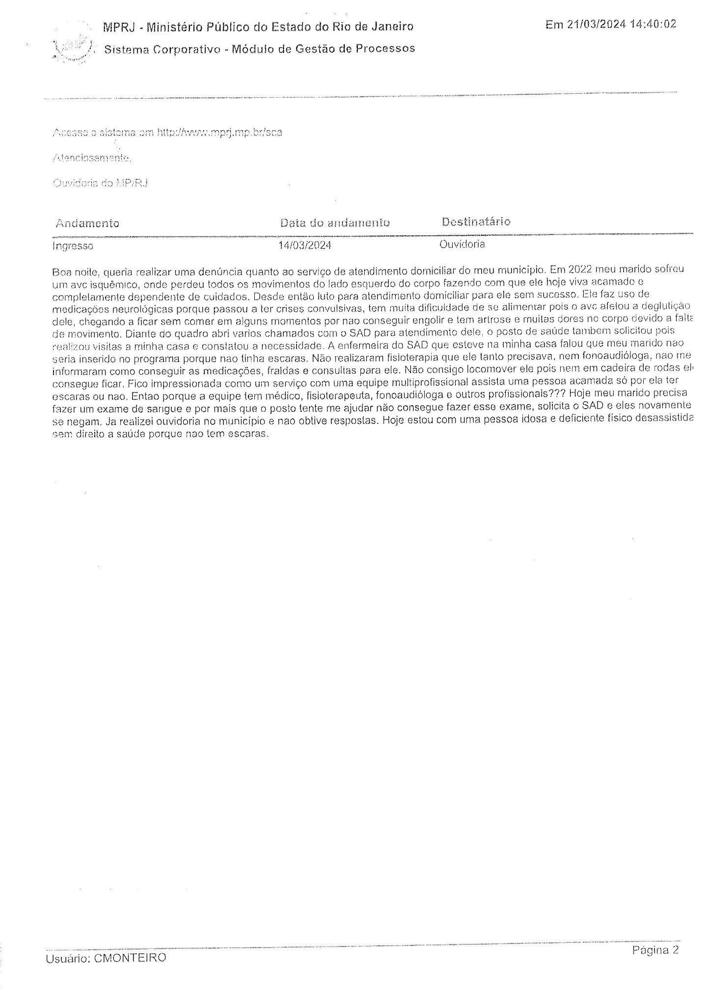 MPRJ - Ministério Público do Estado do Rio de Janeiro
Em 21/03/2024 14:40:02
Sistema Corporativo - Módulo de Gestão de Processos
Acesse o sistema em http://www.mprj.mp.br/sca
Atenciosamente,
Ouvidoria do MP/RJ
Andamento Data do andamento Destinatário
Ingresso 14/03/2024 Ouvidoria
Boa noite, queria realizar uma denúncia quanto ao serviço de atendimento domiciliar do meu município. Em 2022 meu marido sofreu
um avc isquêmico, onde perdeu todos os movimentos do lado esquerdo do corpo fazendo com que ele hoje viva acamado e
completamente dependente de cuidados. Desde então luto para atendimento domiciliar para ele sem sucesso. Ele faz uso de
medicações neurológicas porque passou a ter crises convulsivas, tem muita dificuldade de se alimentar pois o avc afetou a deglutição
dele, chegando a ficar sem comer em alguns momentos por nao conseguir engolir e tem artrose e muitas dores no corpo devido a falta
de movimento. Diante do quadro abri varios chamados com o SAD para atendimento dele, o posto de saúde tambem solicitou pois
realizou visitas a minha casa e constatou a necessidade. A enfermeira do SAD que esteve na minha casa falou que meu marido nao
seria inserido no programa porque nao tinha escaras. Não realizaram fisioterapia que ele tanto precisava, nem fonoaudióloga, nao me
informaram como conseguir as medicações, fraldas e consultas para ele. Não consigo locomover ele pois nem em cadeira de rodas ele
consegue ficar. Fico impressionada como um serviço com uma equipe multiprofissional assista uma pessoa acamada só por ela ter
escaras ou nao. Entao porque a equipe tem médico, fisioterapeuta, fonoaudióloga e outros profissionais??? Hoje meu marido precisa
fazer um exame de sangue e por mais que o posto tente me ajudar não consegue fazer esse exame, solicita o SAD e eles novamente
se negam. Ja realizei ouvidoria no município e nao obtive respostas. Hoje estou com uma pessoa idosa e deficiente fisico desassistida
sem direito a saúde porque nao tem escaras.
Usuário: CMONTEIRO
Página 2